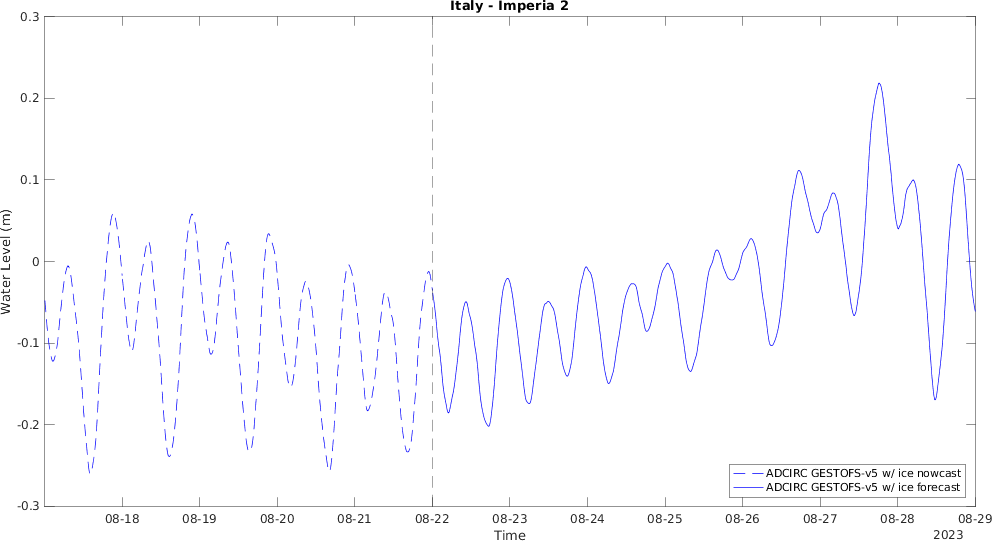 Italy - Imperia 2
0.3
0.2
0.1
0
-0.1
-0.2
-0.3
Water Level (m)
08-18 08-19 08-20 08-21 08-22 08-23 08-24 08-25 08-26 08-27 08-28 08-29
Time
2023
ADCIRC GESTOFS-v5 w/ ice nowcast
ADCIRC GESTOFS-v5 w/ ice forecast